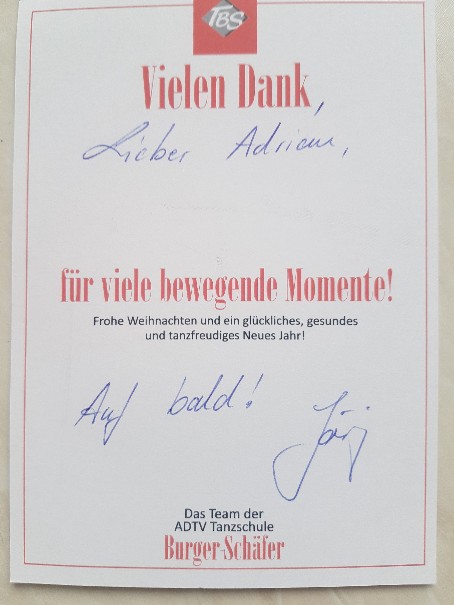 TBS
Vielen Dank,
Lieber Adrian,
für viele bewegende Momente!
Frohe Weihnachten und ein glückliches, gesundes
und tanzfreudiges Neues Jahr!
Auf bald! Jörg
Das Team der
ADTV Tanzschule
Burger-Schäfer